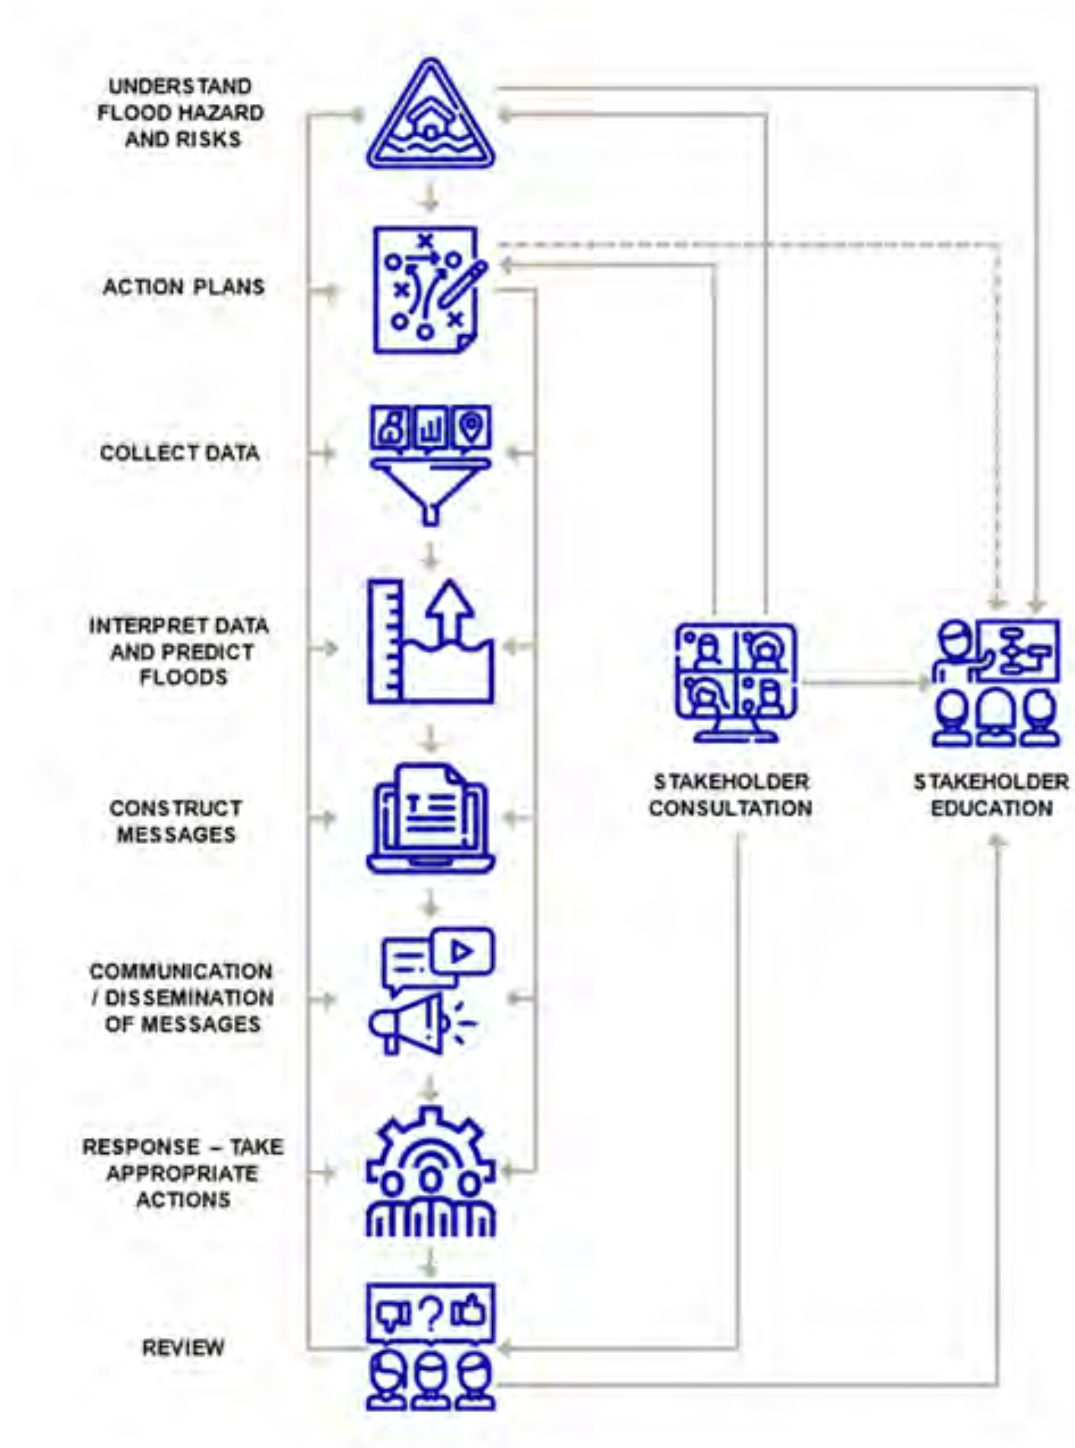 UNDERSTAND
FLOOD HAZARD
AND RISKS
ACTION PLANS
COLLECT DATA
INTERPRET DATA
AND PREDICT
FLOODS
STAKEHOLDER
CONSULTATION
STAKEHOLDER
EDUCATION
CONSTRUCT
MESSAGES
COMMUNICATION
/ DISSEMINATION
OF MESSAGES
RESPONSE – TAKE
APPROPRIATE
ACTIONS
REVIEW